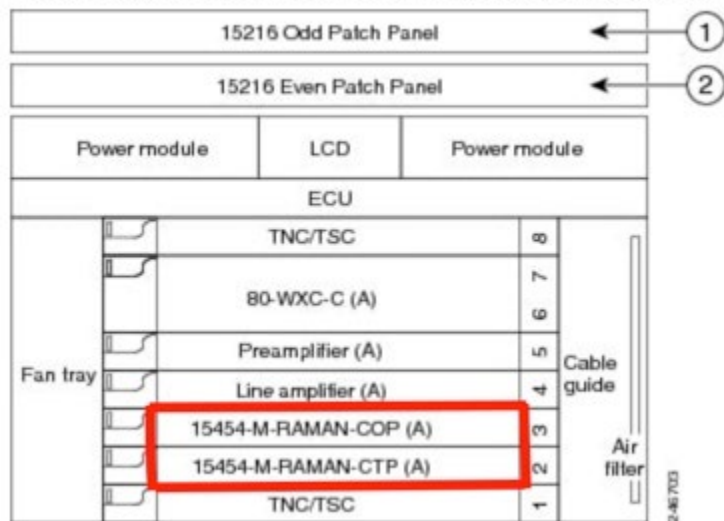 15216 Odd Patch Panel
1
15216 Even Patch Panel
2
Power module
LCD
Power module
ECU
TNC/TSC
8
7
80-WXC-C (A)
6
Preamplifier (A)
5
Fan tray
Cable
guide
Line amplifier (A)
4
15454-M-RAMAN-COP (A)
3
15454-M-RAMAN-CTP (A)
2
Air
filter
TNC/TSC
1
246703